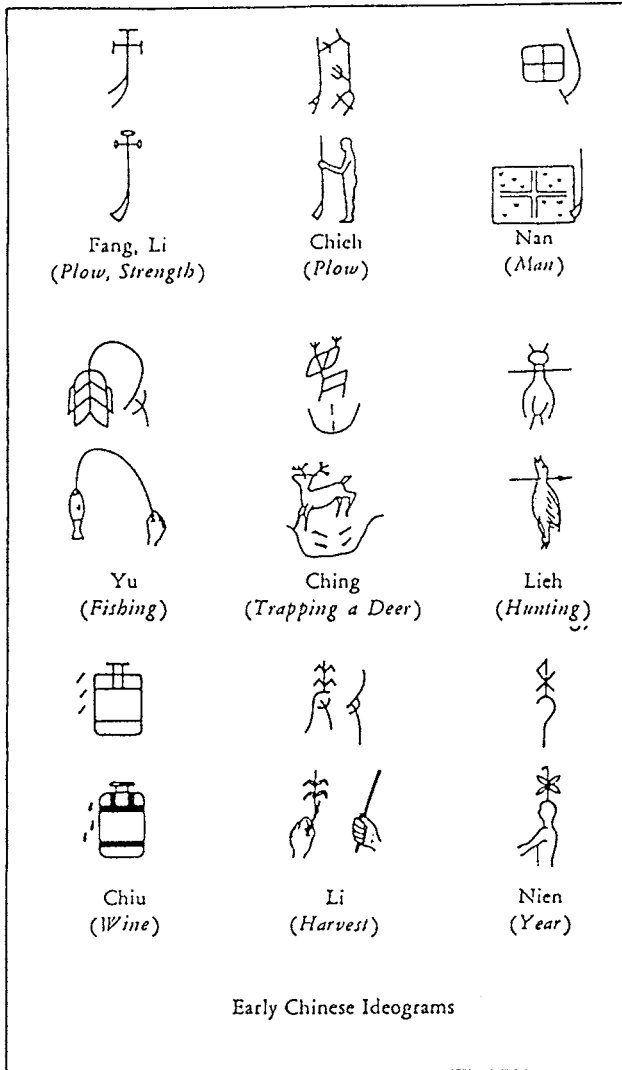 Fang, Li
(Plow, Strength)
Chieh
(Plow)
Nan
(Man)
Yu
(Fishing)
Ching
(Trapping a Deer)
Lieh
(Hunting)
Chiu
(Wine)
Li
(Harvest)
Nien
(Year)
Early Chinese Ideograms